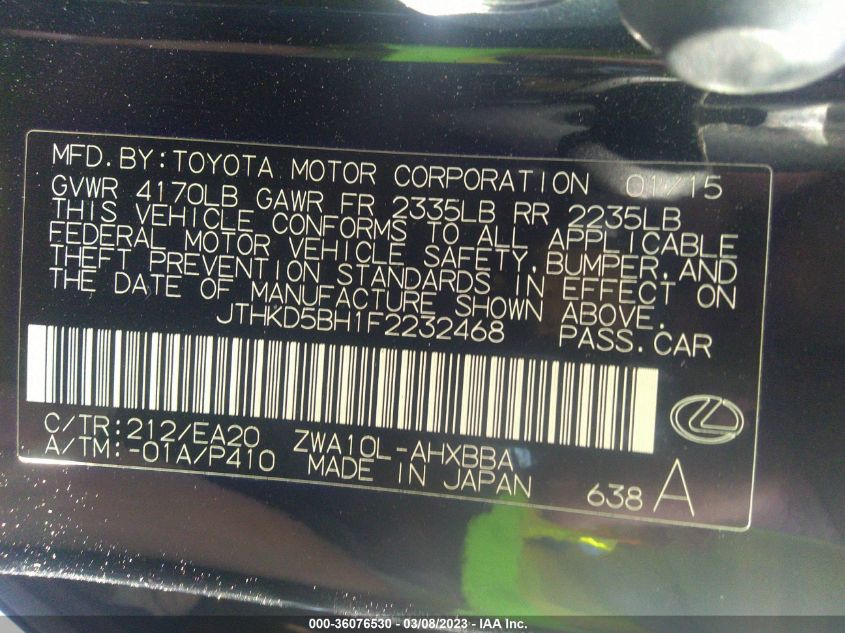 MFD.BY:TOYOTA MOTOR CORPORATION 01/15
GVWR 4170LB GAWR FR 2335LB RR 2235LB
THIS VEHICLE CONFORMS TO ALL APPLICABLE
FEDERAL MOTOR VEHICLE SAFETY,BUMPER,AND
THEFT PREVENTION STANDARDS IN EFFECT ON
THE DATE OF MANUFACTURE SHOWN ABOVE.
JTHKD5BH1F2232468 PASS.CAR
C/TR:212/EA20 ZWA10L-AHXBBA
A/TM:-01A/P410 MADE IN JAPAN 638 A
000-36076530 - 03/08/2023 - IAA Inc.